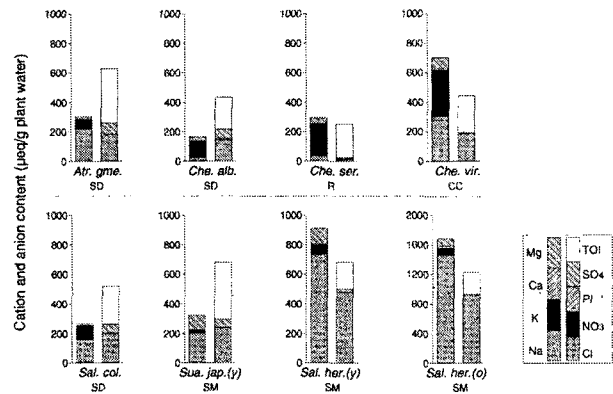 Cation and anion content (μeq/g plant water)
1000 1000 1000 1000
800 800 800 800
600 600 600 600
400 400 400 400
200 200 200 200
0 0 0 0
Atr. gme. Che. alb. Che. ser. Che. vir.
SD SD R CC
1000 1000 1000 2000
800 800 800 1600
600 600 600 1200
400 400 400 800
200 200 200 400
0 0 0 0
Sal. col. Sua. jap.(y) Sal. her.(y) Sal. her.(o)
SD SM SM SM
Mg TOI
Ca SO4
K Pi
Na NO3
Cl